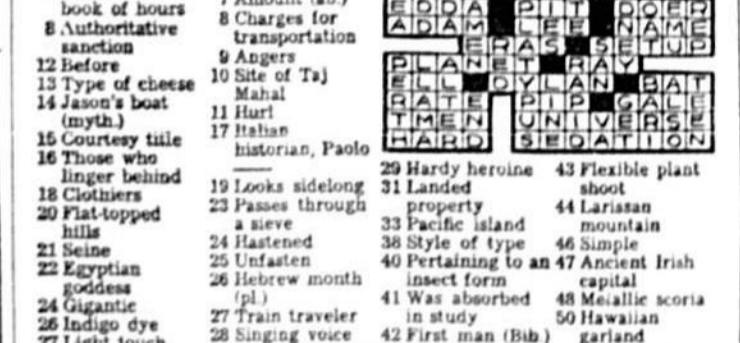 book of hours
8 Authoritative
sanction
12 Before
13 Type of cheese
14 Jason's boat
(myth.)
15 Courtesy title
16 Those who
linger behind
18 Clothiers
20 Flat-topped
hills
21 Seine
22 Egyptian
goddess
24 Gigantic
26 Indigo dye
27 Light touch
7 Amount (ab.)
8 Charges for
transportation
9 Angers
10 Site of Taj
Mahal
11 Hurl
17 Italian
historian, Paolo
19 Looks sidelong
23 Passes through
a sieve
24 Hastened
25 Unfasten
26 Hebrew month
(pl.)
27 Train traveler
28 Singing voice
EDDA PIT DOER
ADAM LEE NAME
ERAS SETUP
PLANET RAY
ELL DYLAN BAT
RATE PIP GALE
TMEN UNIVERSE
HARD SEDATION
29 Hardy heroine
31 Landed
property
33 Pacific island
38 Style of type
40 Pertaining to an
insect form
41 Was absorbed
in study
42 First man (Bib.)
43 Flexible plant
shoot
44 Larissan
mountain
46 Simple
47 Ancient Irish
capital
48 Metallic scoria
50 Hawaiian
garland